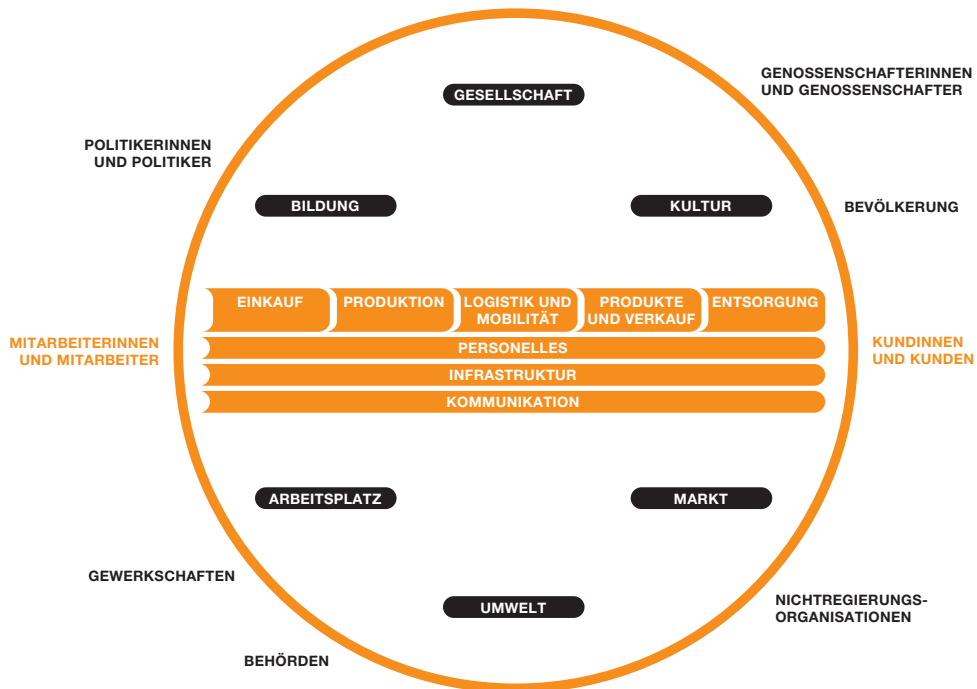 GENOSSENSCHAFTERINNEN
UND GENOSSENSCHAFTER
GESELLSCHAFT
POLITIKERINNEN
UND POLITIKER
BILDUNG
KULTUR
BEVÖLKERUNG
EINKAUF
PRODUKTION
LOGISTIK UND
MOBILITÄT
PRODUKTE
UND VERKAUF
ENTSORGUNG
MITARBEITERINNEN
UND MITARBEITER
PERSONELLES
KUNDINNEN
UND KUNDEN
INFRASTRUKTUR
KOMMUNIKATION
ARBEITSPLATZ
MARKT
GEWERKSCHAFTEN
UMWELT
NICHTREGIERUNGS-
ORGANISATIONEN
BEHÖRDEN